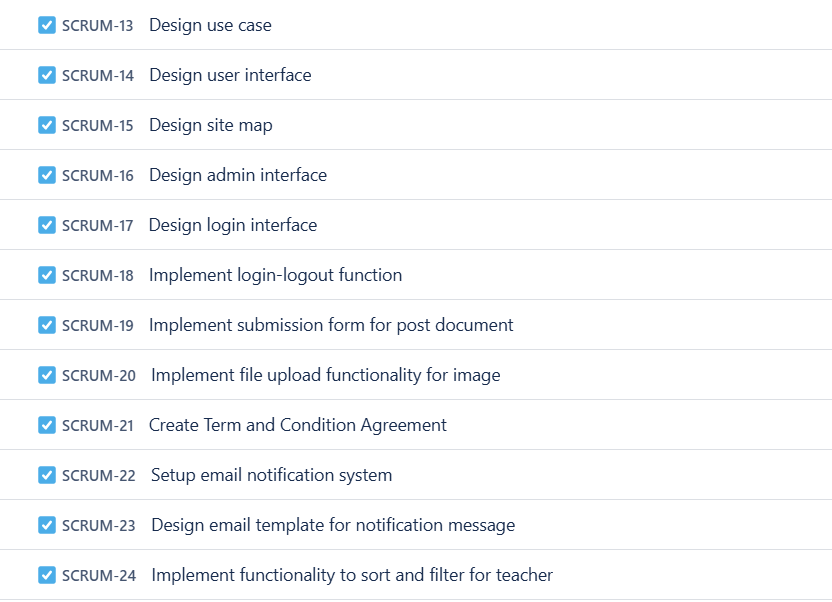 SCRUM-13 Design use case
SCRUM-14 Design user interface
SCRUM-15 Design site map
SCRUM-16 Design admin interface
SCRUM-17 Design login interface
SCRUM-18 Implement login-logout function
SCRUM-19 Implement submission form for post document
SCRUM-20 Implement file upload functionality for image
SCRUM-21 Create Term and Condition Agreement
SCRUM-22 Setup email notification system
SCRUM-23 Design email template for notification message
SCRUM-24 Implement functionality to sort and filter for teacher